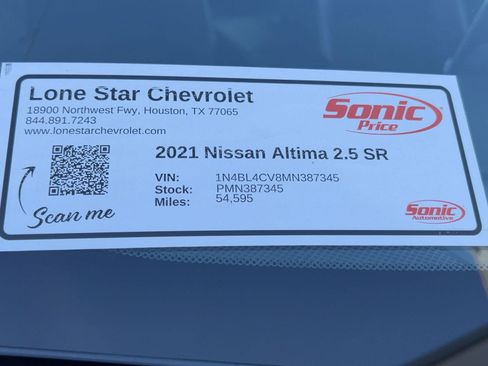 Lone Star Chevrolet
18900 Northwest Fwy, Houston, TX 77065
844.891.7243
www.lonestarchevrolet.com
Sonic
Price
2021 Nissan Altima 2.5 SR
VIN: 1N4BL4CV8MN387345
Stock: PMN387345
Miles: 54,595
Scan me
Sonic
Automotive